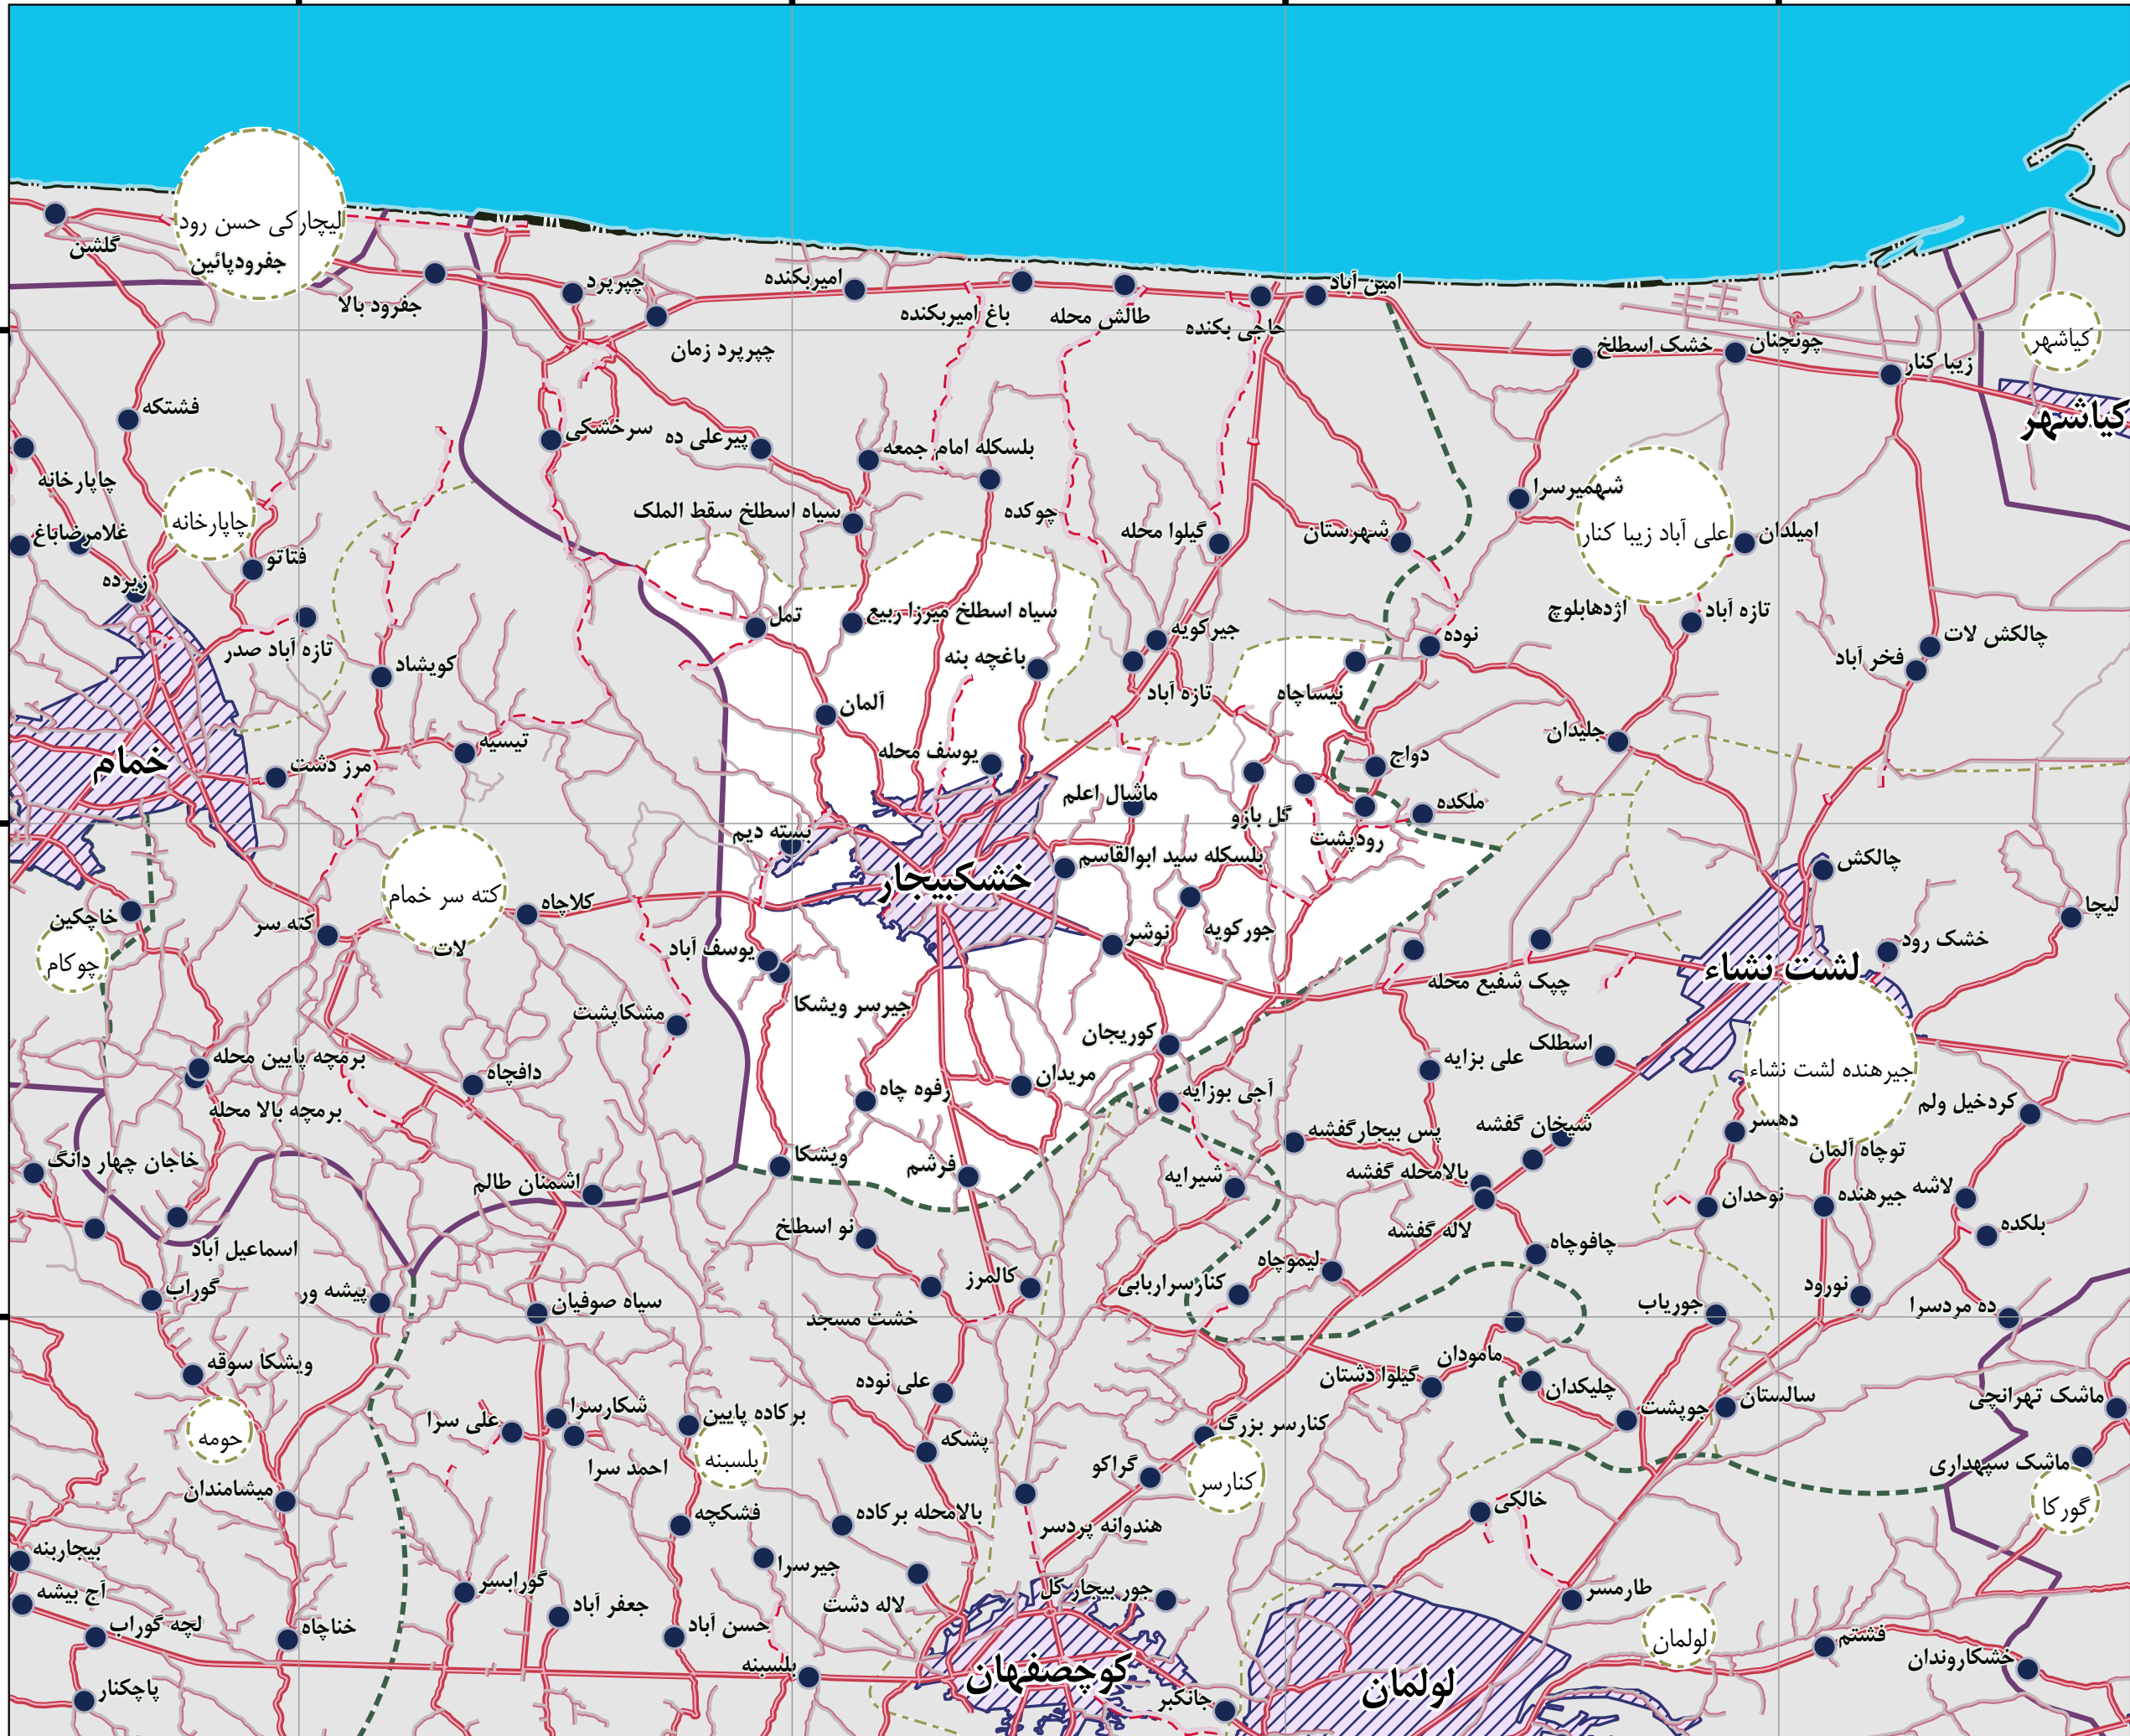 لیچارکی حسن رود
گلشن
جفرودپائین
جفرود بالا
چپرپرد
امیربکنده
باغ امیربکنده
طالش محله
حاجی بکنده
امین آباد
چپرپرد زمان
خشک اسطلخ
چونچنان
زیبا کنار
کیاشهر
کیاشهر
فشتکه
سرخشکی
پیرعلی ده
بلسکله امام جمعه
چاپارخانه
چاپارخانه
سیاه اسطلخ سقط الملک
چوکده
گیلوا محله
شهرستان
شهمیرسرا
علی آباد زیبا کنار
امیلدان
غلامرضاباغ
فتاتو
زیرده
تمل
سیاه اسطلخ میرزا ربیع
جیرکویه
نوده
اژدهابلوچ
تازه آباد
چالکش لات
فخر آباد
تازه آباد صدر
کویشاد
باغچه بنه
تازه آباد
نیساچاه
آلمان
جلیدان
تیسیه
یوسف محله
دواج
خمام
مرز دشت
ماشال اعلم
گل بازو
ملکده
بسته دیم
رودپشت
بلسکله سید ابوالقاسم
چالکش
خشکبیجار
کته سر خمام
کلاچاه
لیچا
خاچکین
کته سر
لات
نوشر
جورکویه
خشک رود
چوکام
یوسف آباد
چپک شفیع محله
لشت نشاء
جیرسر ویشکا
مشکاپشت
کوریجان
اسطلک
علی بزایه
جیرهنده لشت نشاء
برمچه پایین محله
دافچاه
مریدان
رفوه چاه
آجی بوزایه
کردخیل ولم
برمچه بالا محله
شیخان گفشه
دهسر
پس بیجارگفشه
توچاه آلمان
خاجان چهار دانگ
ویشکا
فرشم
شیرایه
بالامحله گفشه
اشمنان طالم
نوحدان
جیرهنده
لاشه
بلکده
نو اسطلخ
لاله گفشه
چافوچاه
اسماعیل آباد
لیموچاه
کنارسراربابی
کالمرز
گوراب
پیشه ور
سیاه صوفیان
خشت مسجد
جورباب
نورود
ده مردسرا
مامودان
ویشکا سوقه
علی نوده
گیلوا دشتان
چلیکدان
سالستان
ماشک تهرانچی
شکارسرا
علی سرا
برکاده پایین
جوپشت
کنارسر بزرگ
حومه
پشکه
بلسبنه
احمد سرا
گراکو
کنارسر
ماشک سپهداری
گورکا
میشامندان
خالکی
فشکچه
بالامحله برکاده
هندوانه پردسر
بیجاربنه
جیرسرا
آج بیشه
گورابسر
جور بیجار کل
طارمسر
جعفر آباد
لاله دشت
لچه گوراب
خناچاه
حسن آباد
لولمان
فشتم
بلسبنه
کوچصفهان
خشکاروندان
لولمان
پاچکنار
جانکبر